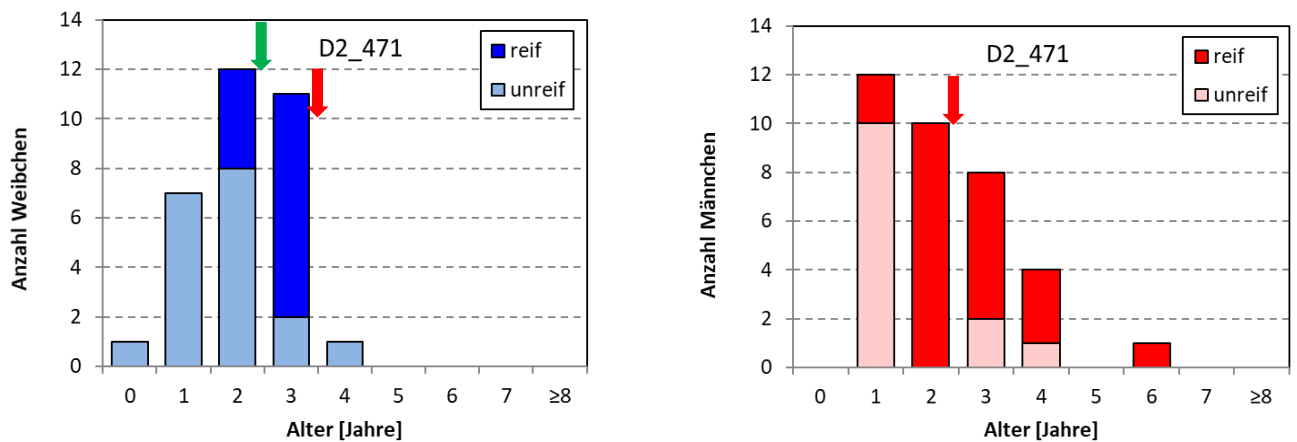 Anzahl Weibchen
14
12
10
8
6
4
2
0
D2_471
reif
unreif
0 1 2 3 4 5 6 7 ≥8
Alter [Jahre]
Anzahl Männchen
14
12
10
8
6
4
2
0
D2_471
reif
unreif
0 1 2 3 4 5 6 7 ≥8
Alter [Jahre]